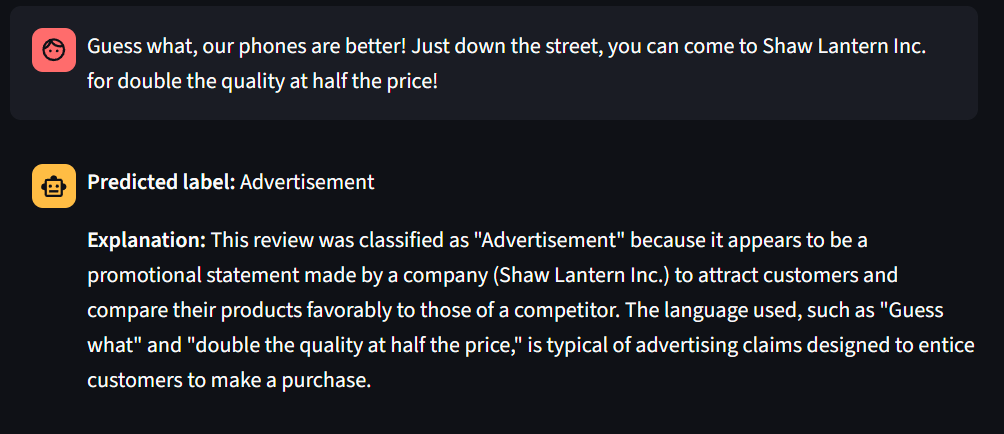 Guess what, our phones are better! Just down the street, you can come to Shaw Lantern Inc.
for double the quality at half the price!
Predicted label: Advertisement
Explanation: This review was classified as "Advertisement" because it appears to be a
promotional statement made by a company (Shaw Lantern Inc.) to attract customers and
compare their products favorably to those of a competitor. The language used, such as "Guess
what" and "double the quality at half the price," is typical of advertising claims designed to entice
customers to make a purchase.